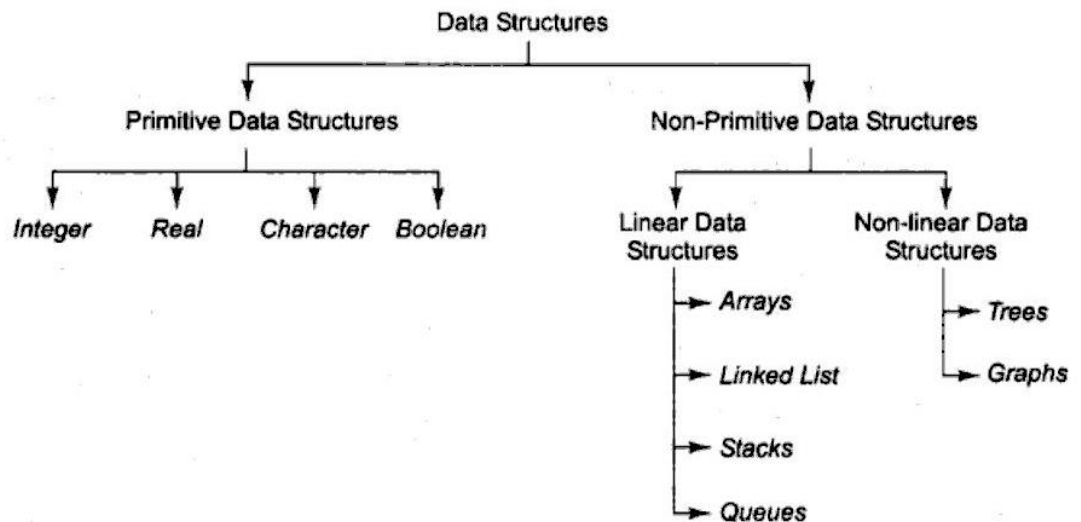 Data Structures
Primitive Data Structures
Non-Primitive Data Structures
Integer
Real
Character
Boolean
Linear Data
Structures
Non-linear Data
Structures
Arrays
Linked List
Stacks
Queues
Trees
Graphs